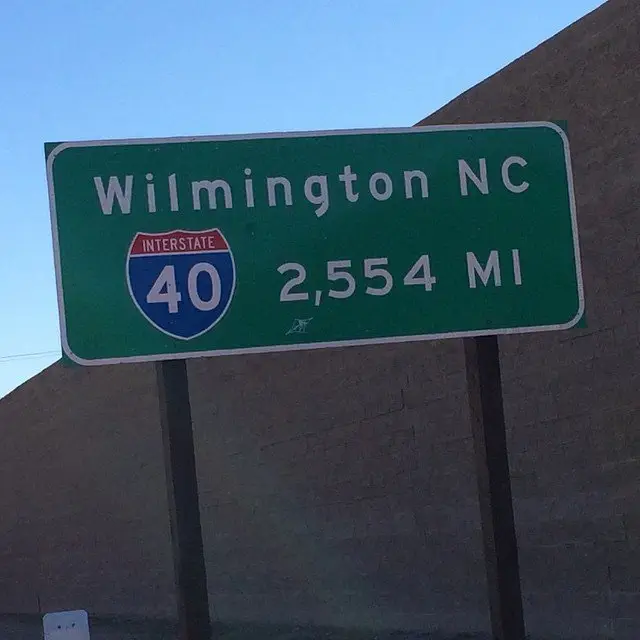 Wilmington NC
INTERSTATE
40
2,554 MI